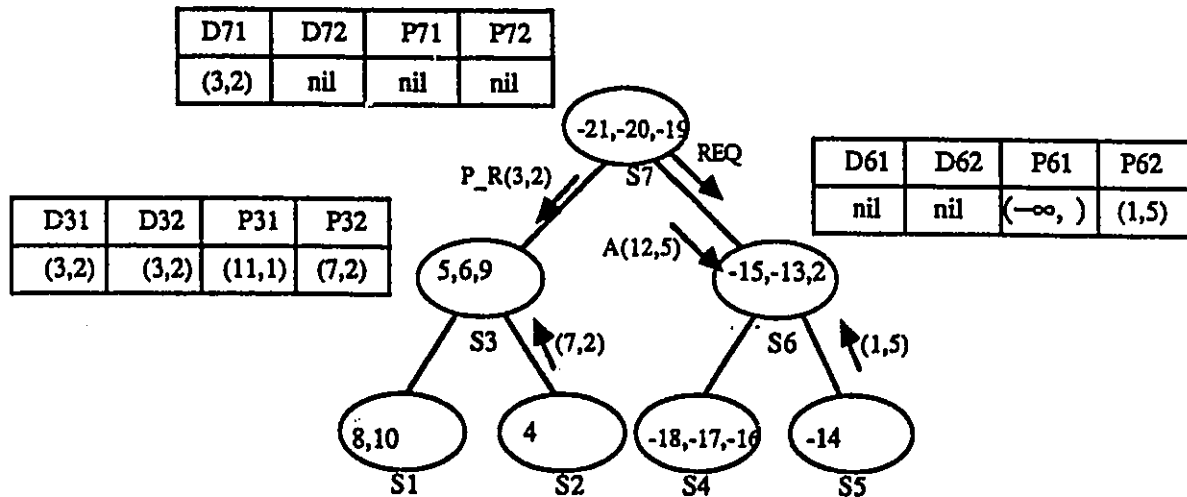 D71 D72 P71 P72
(3,2) nil nil nil
-21,-20,-19
S7
REQ
P_R(3,2)
D61 D62 P61 P62
nil nil (−∞, ) (1,5)
D31 D32 P31 P32
(3,2) (3,2) (11,1) (7,2)
A(12,5)
5,6,9
-15,-13,2
S3
(7,2)
S6
(1,5)
8,10
4
-18,-17,-16
-14
S1
S2
S4
S5